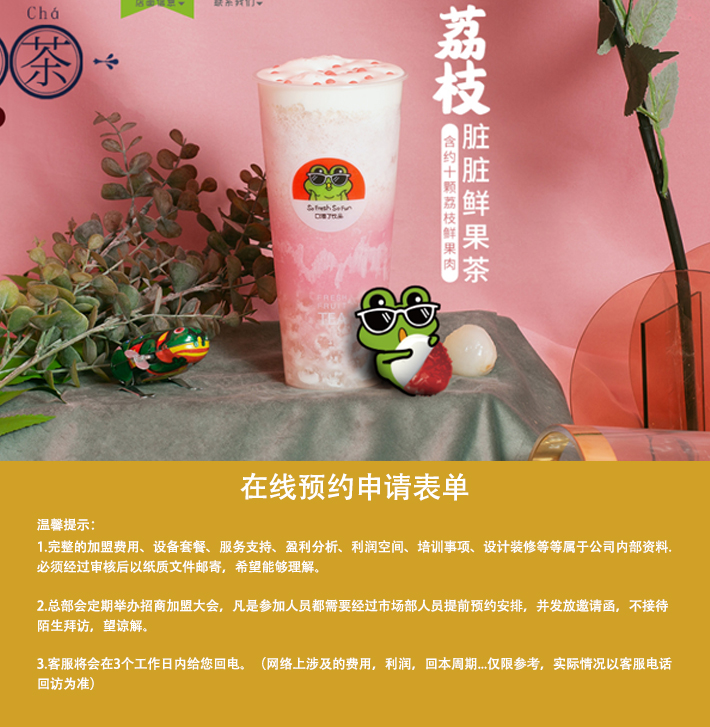 Chá
茶
荔枝
脏脏鲜果茶
含约十颗荔枝鲜果肉
So Fresh So Fun
FRESH
FRUIT
TEA
在线预约申请表单
温馨提示：
1.完整的加盟费用、设备套餐、服务支持、盈利分析、利润空间、培训事项、设计装修等等属于公司内部资料.
必须经过审核后以纸质文件邮寄，希望能够理解。
2.总部会定期举办招商加盟大会，凡是参加人员都需要经过市场部人员提前预约安排，并发放邀请函，不接待
陌生拜访，望谅解。
3.客服将会在3个工作日内给您回电。（网络上涉及的费用，利润，回本周期...仅限参考，实际情况以客服电话
回访为准）